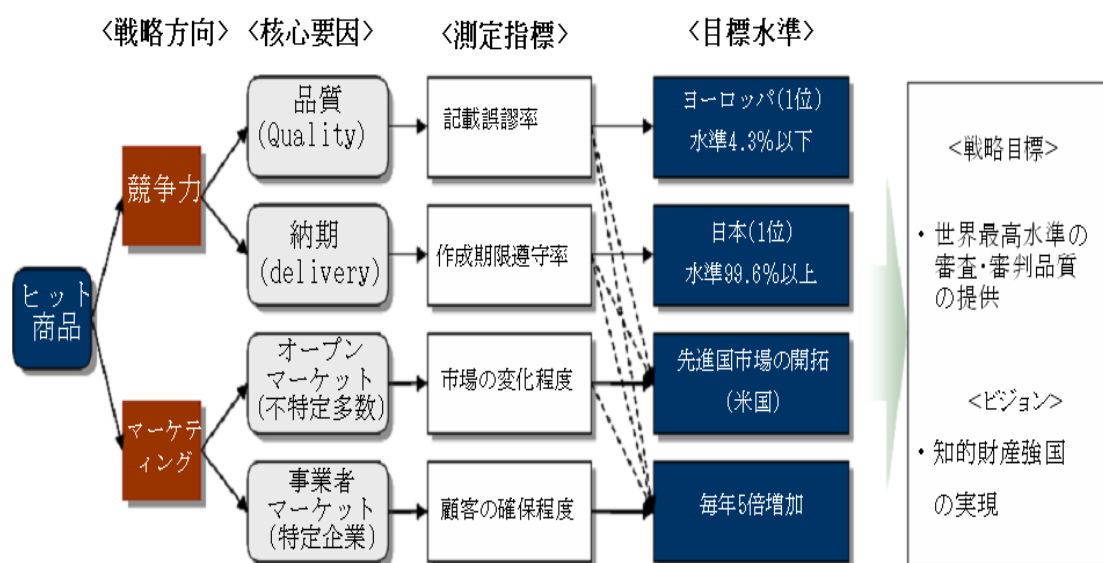 <戦略方向>
<核心要因>
<測定指標>
<目標水準>
ヒット
商品
競争力
マーケテ
ィング
品質
(Quality)
納期
(delivery)
オープン
マーケット
(不特定多数)
事業者
マーケット
(特定企業)
記載誤謬率
作成期限遵守率
市場の変化程度
顧客の確保程度
ヨーロッパ(1位)
水準4.3%以下
日本(1位)
水準99.6%以上
先進国市場の開拓
(米国)
毎年5倍増加
<戦略目標>
・世界最高水準の
審査・審判品質
の提供
<ビジョン>
・知的財産強国
の実現